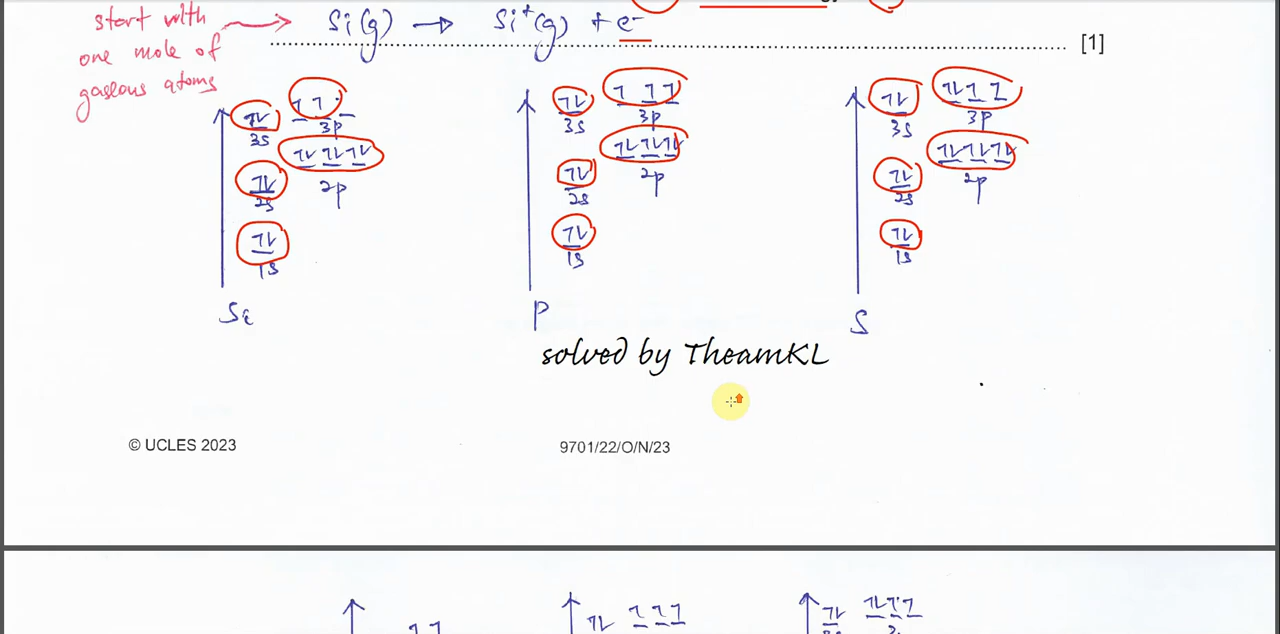 start with
one mole of
gaseous atoms
Si(g) → Si⁺(g) + e⁻
[1]
1s
2s
2p
3s
3p
Si
1s
2s
2p
3s
3p
P
1s
2s
2p
3s
3p
S
solved by TheamKL
© UCLES 2023
9701/22/O/N/23